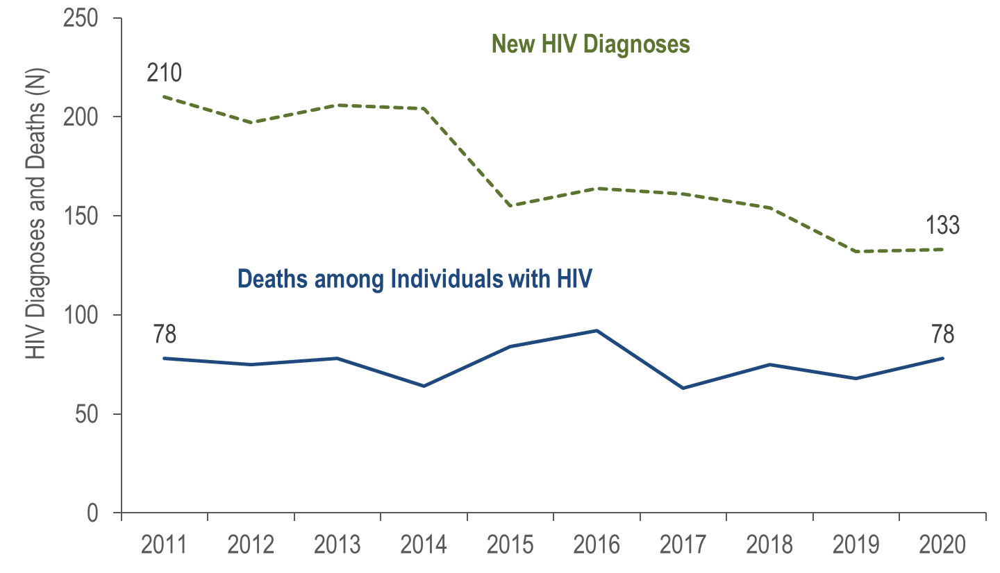 250
New HIV Diagnoses
210
200
HIV Diagnoses and Deaths (N)
150
133
Deaths among Individuals with HIV
100
78
78
50
0
2011 2012 2013 2014 2015 2016 2017 2018 2019 2020